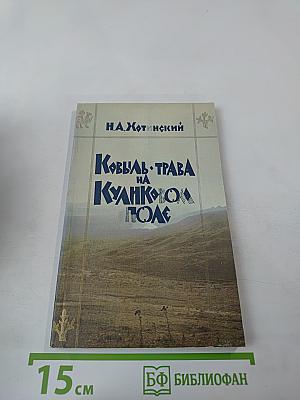 Н.А.Хотинский
Ковыль·трава
на
Куликовом
поле
15 см
БФ БИБЛИОФАН